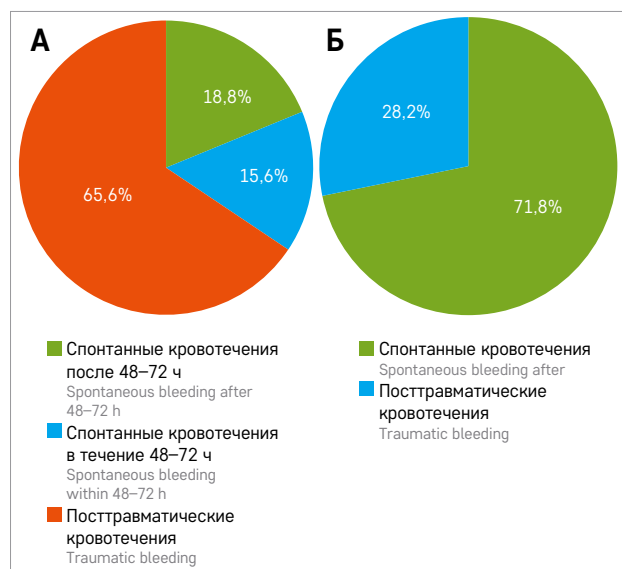 А
Б
18,8%
15,6%
65,6%
28,2%
71,8%
Спонтанные кровотечения
после 48–72 ч
Spontaneous bleeding after
48–72 h
Спонтанные кровотечения
в течение 48–72 ч
Spontaneous bleeding
within 48–72 h
Посттравматические
кровотечения
Traumatic bleeding
Спонтанные кровотечения
Spontaneous bleeding after
Посттравматические
кровотечения
Traumatic bleeding